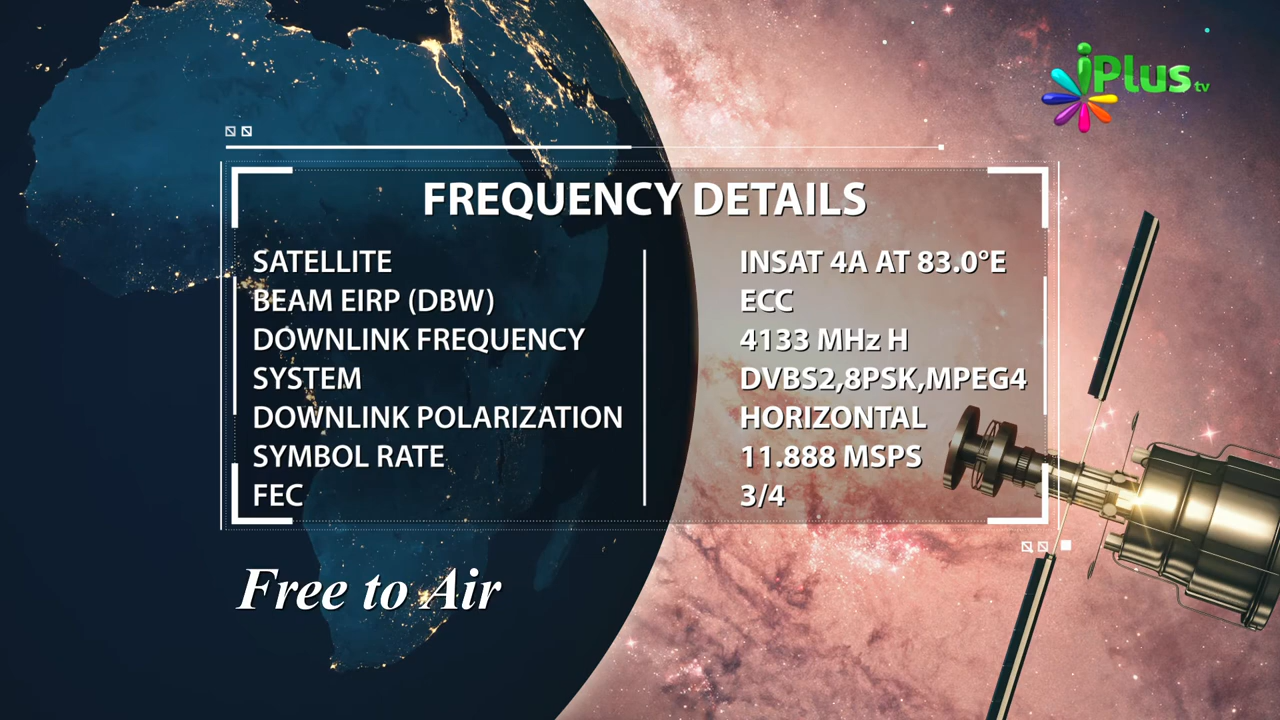 iPlus tv
FREQUENCY DETAILS
SATELLITE INSAT 4A AT 83.0°E
BEAM EIRP (DBW) ECC
DOWNLINK FREQUENCY 4133 MHz H
SYSTEM DVBS2,8PSK,MPEG4
DOWNLINK POLARIZATION HORIZONTAL
SYMBOL RATE 11.888 MSPS
FEC 3/4
Free to Air